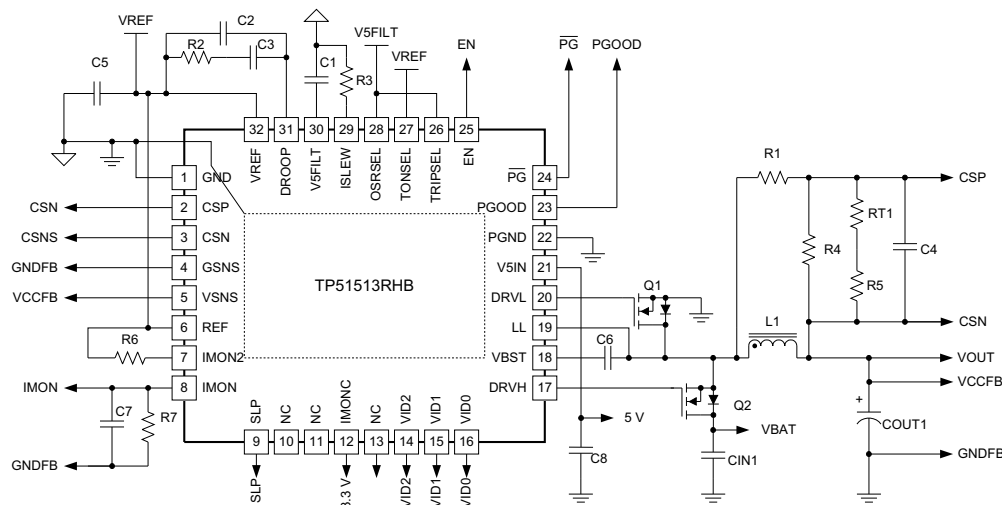 VREF
C2
R2
C3
C5
V5FILT
VREF
C1
R3
EN
PG
PGOOD
32
31
30
29
28
27
26
25
VREF
DROOP
V5FILT
ISLEW
OSRSEL
TONSEL
TRIPSEL
EN
1 GND
CSN 2 CSP
CSNS 3 CSN
GNDFB 4 GSNS
VCCFB 5 VSNS
6 REF
R6 7 IMON2
IMON 8 IMON
C7
R7
GNDFB
TP51513RHB
PG 24
PGOOD 23
PGND 22
V5IN 21
DRVL 20
LL 19
VBST 18
DRVH 17
SLP
NC
NC
IMONC
NC
VID2
VID1
VID0
9
10
11
12
13
14
15
16
SLP
3.3 V
VID2
VID1
VID0
C6
5 V
C8
Q1
Q2
VBAT
CIN1
R1
CSP
RT1
R4
C4
R5
CSN
L1
VOUT
VCCFB
+
COUT1
GNDFB